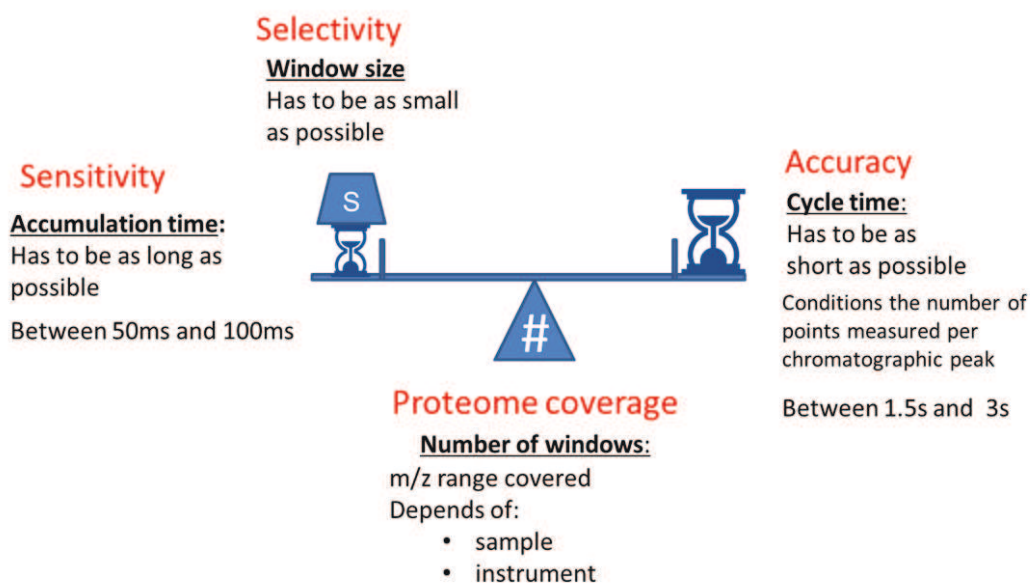 Selectivity
Window size
Has to be as small
as possible
Sensitivity
Accumulation time:
Has to be as long as
possible
Between 50ms and 100ms
S
#
Accuracy
Cycle time:
Has to be as
short as possible
Conditions the number of
points measured per
chromatographic peak
Between 1.5s and 3s
Proteome coverage
Number of windows:
m/z range covered
Depends of:
• sample
• instrument